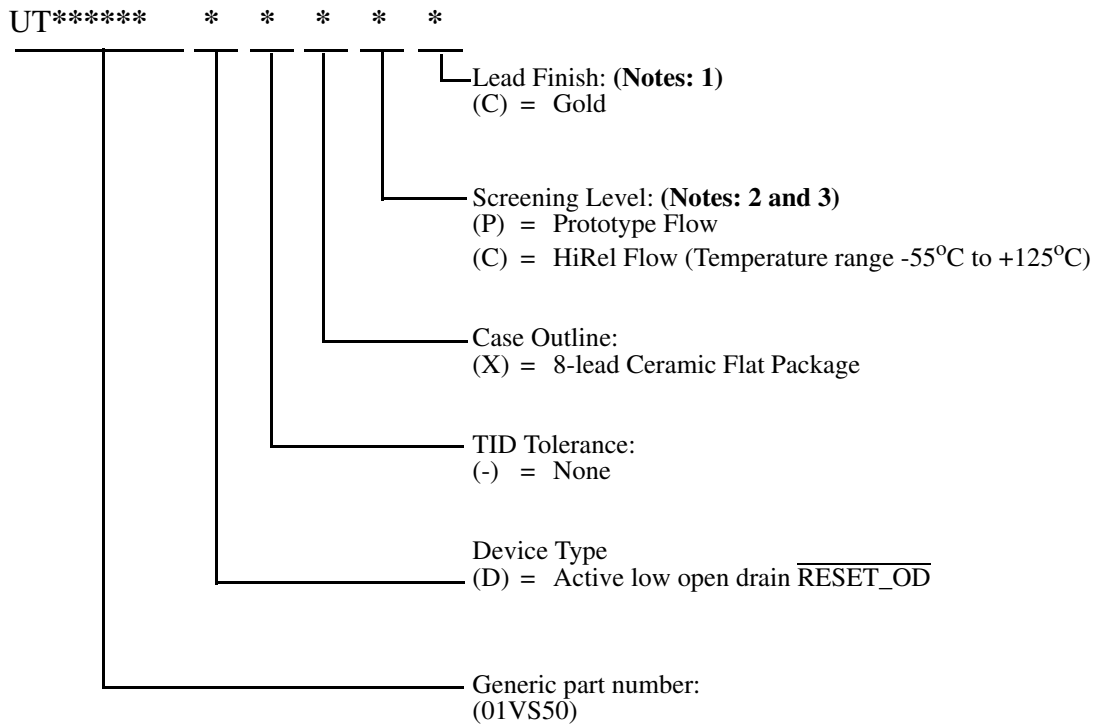 UT****** * * * * *
Lead Finish: (Notes: 1)
(C) = Gold
Screening Level: (Notes: 2 and 3)
(P) = Prototype Flow
(C) = HiRel Flow (Temperature range -55°C to +125°C)
Case Outline:
(X) = 8-lead Ceramic Flat Package
TID Tolerance:
(-) = None
Device Type
(D) = Active low open drain RESET_OD
Generic part number:
(01VS50)